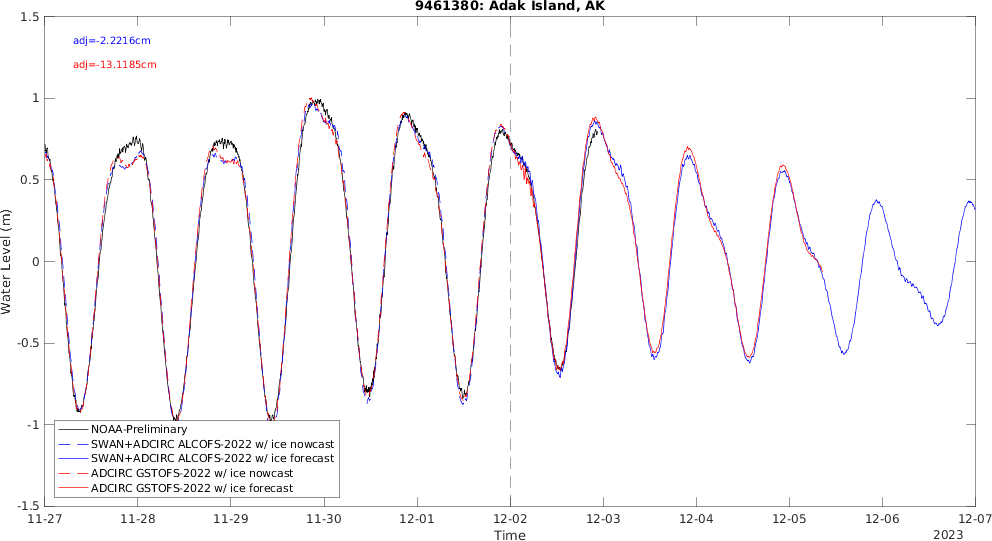 9461380: Adak Island, AK
1.5
adj=-2.2216cm
adj=-13.1185cm
1
0.5
0
-0.5
-1
-1.5
Water Level (m)
NOAA-Preliminary
SWAN+ADCIRC ALCOFS-2022 w/ ice nowcast
SWAN+ADCIRC ALCOFS-2022 w/ ice forecast
ADCIRC GSTOFS-2022 w/ ice nowcast
ADCIRC GSTOFS-2022 w/ ice forecast
11-27 11-28 11-29 11-30 12-01 12-02 12-03 12-04 12-05 12-06 12-07
Time
2023